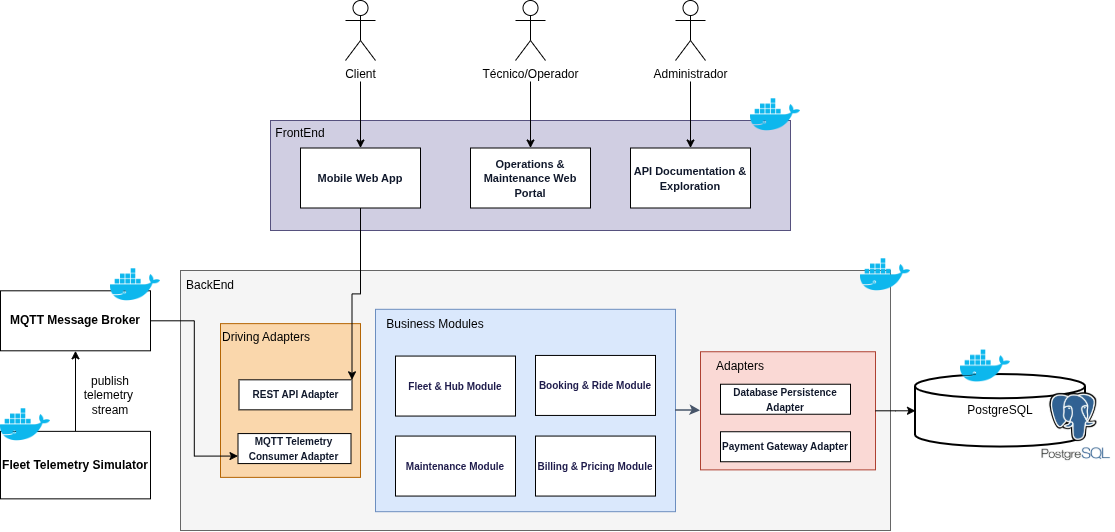 Client
Técnico/Operador
Administrador
FrontEnd
Mobile Web App
Operations &
Maintenance Web
Portal
API Documentation &
Exploration
BackEnd
MQTT Message Broker
publish
telemetry
stream
Fleet Telemetry Simulator
Driving Adapters
REST API Adapter
MQTT Telemetry
Consumer Adapter
Business Modules
Fleet & Hub Module
Booking & Ride Module
Maintenance Module
Billing & Pricing Module
Adapters
Database Persistence
Adapter
Payment Gateway Adapter
PostgreSQL
PostgreSQL